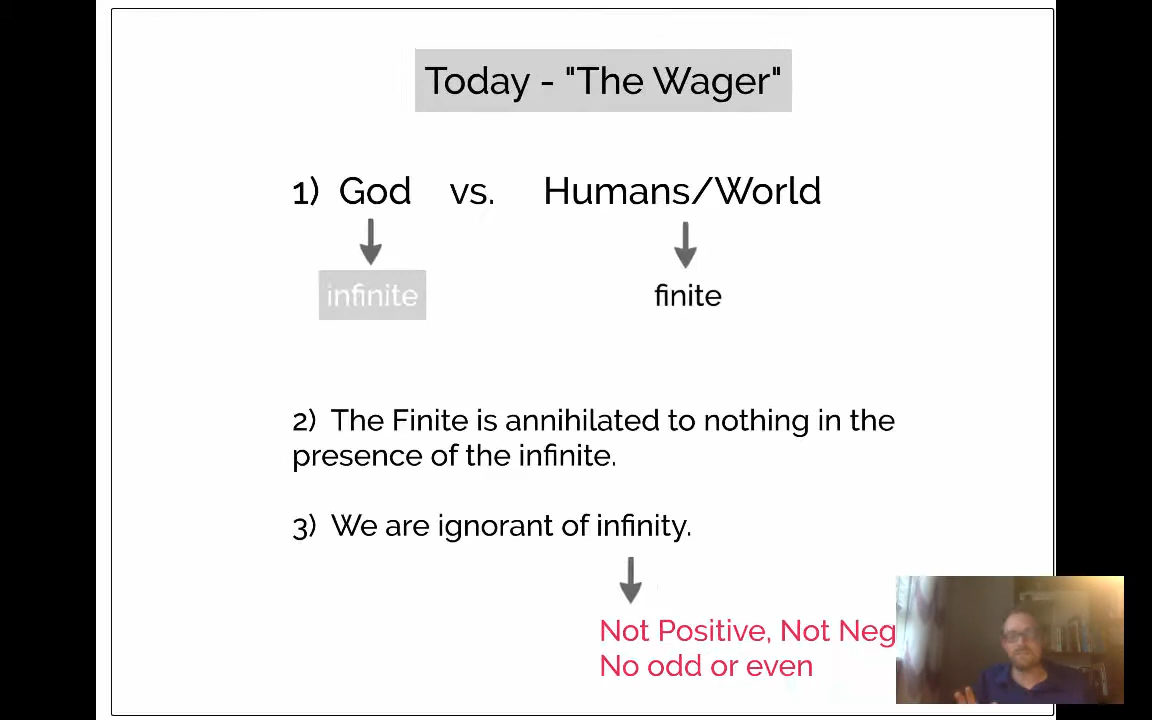 Today - "The Wager"
1) God vs. Humans/World
infinite finite
2) The Finite is annihilated to nothing in the
presence of the infinite.
3) We are ignorant of infinity.
Not Positive, Not Neg
No odd or even